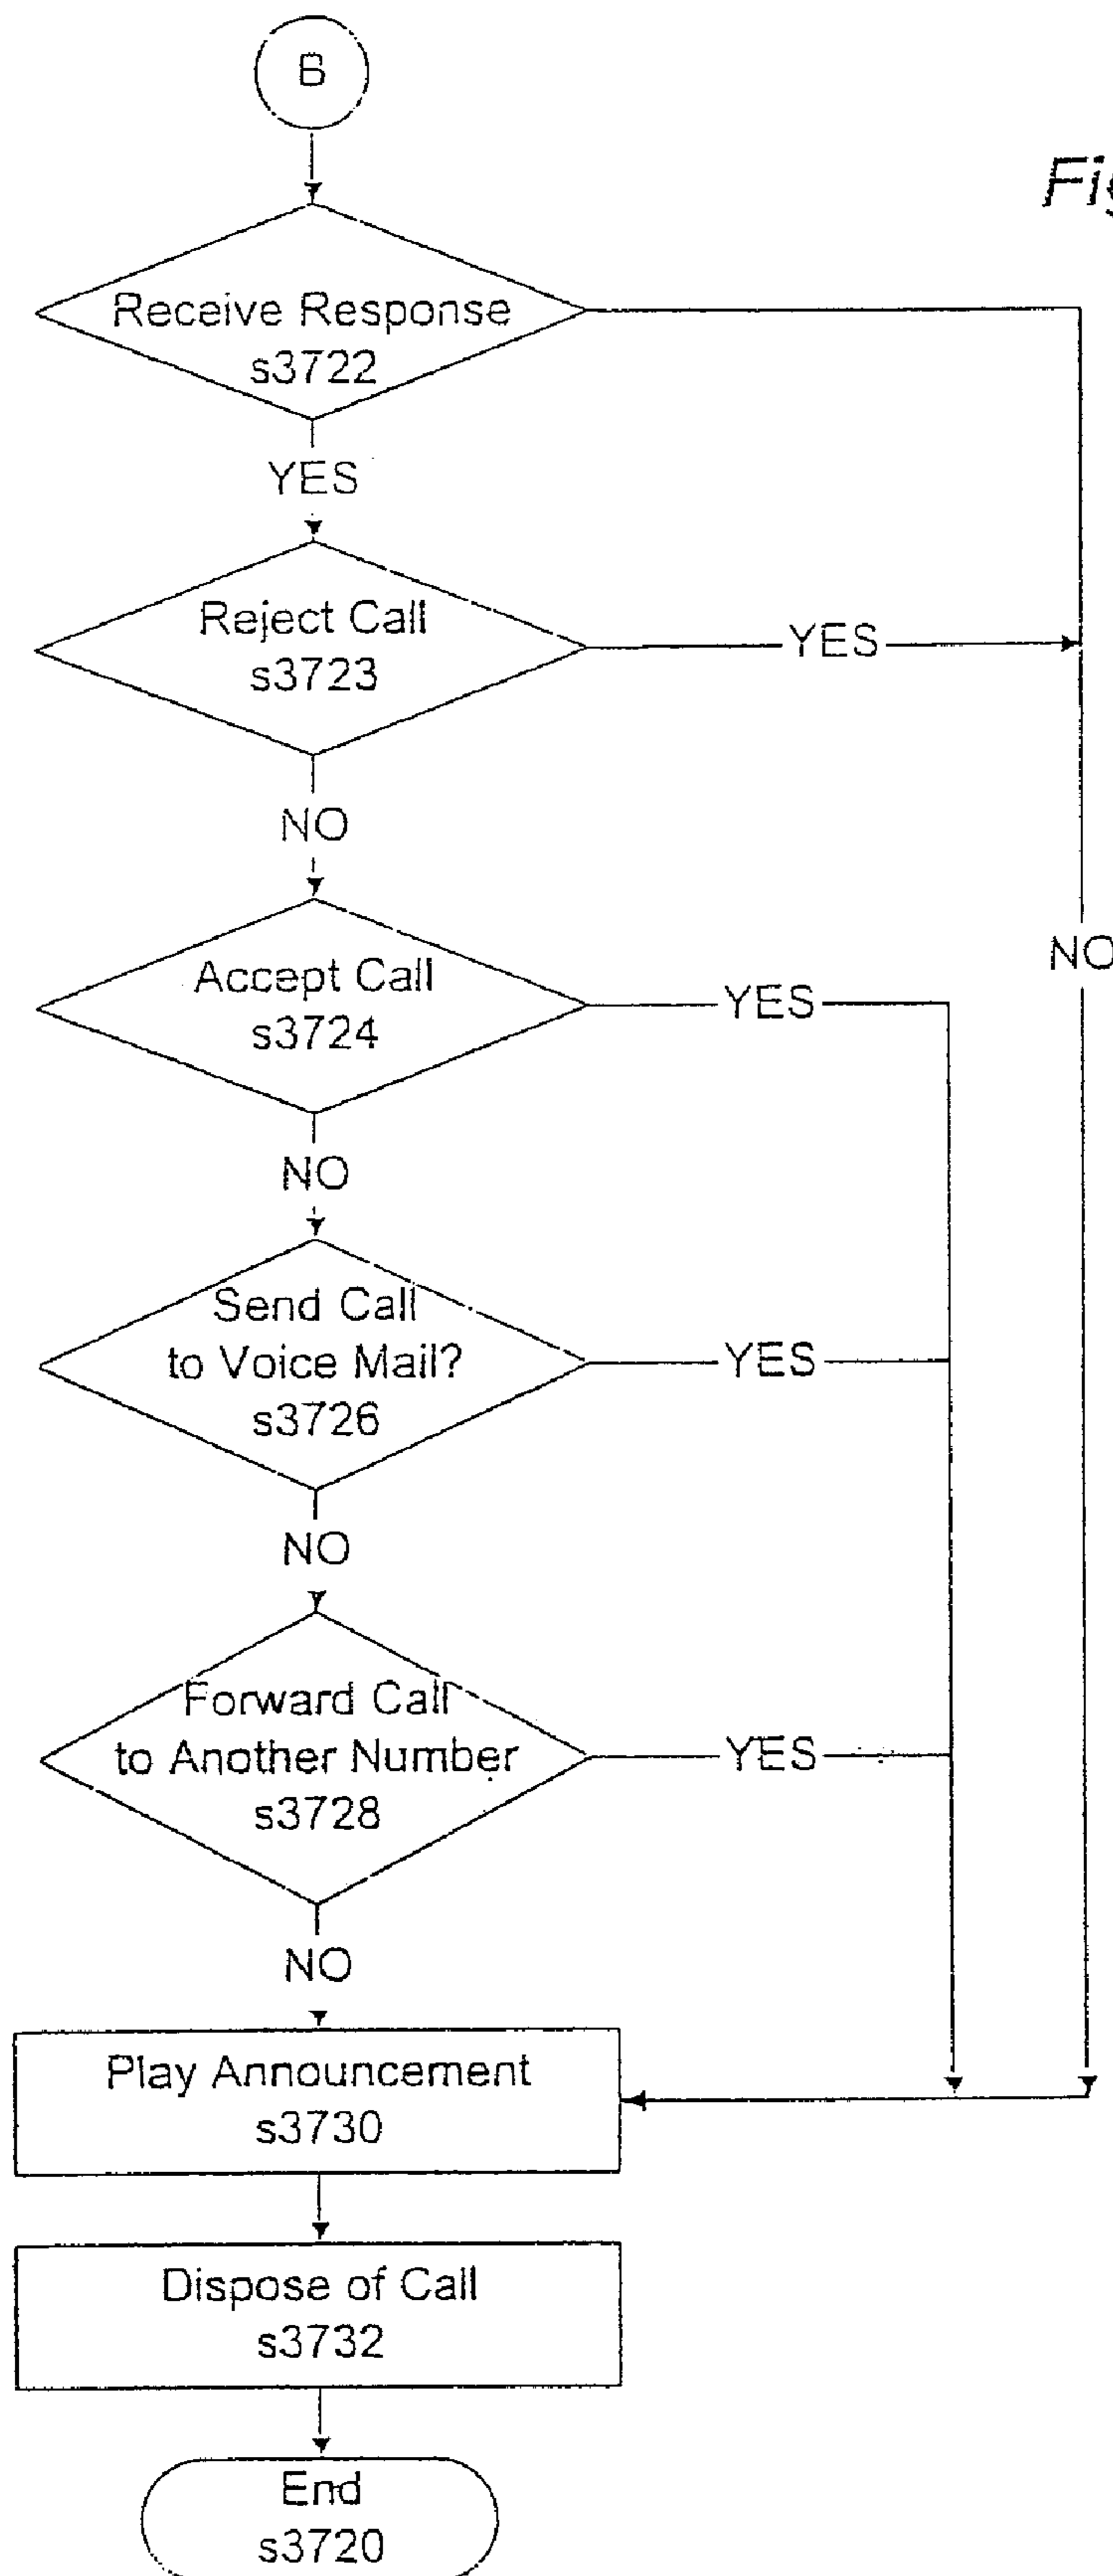 B
Receive Response
s3722
YES
Reject Call
s3723
YES
NO
Accept Call
s3724
YES
NO
NO
Send Call
to Voice Mail?
s3726
YES
NO
Forward Call
to Another Number
s3728
YES
NO
Play Announcement
s3730
Dispose of Call
s3732
End
s3720